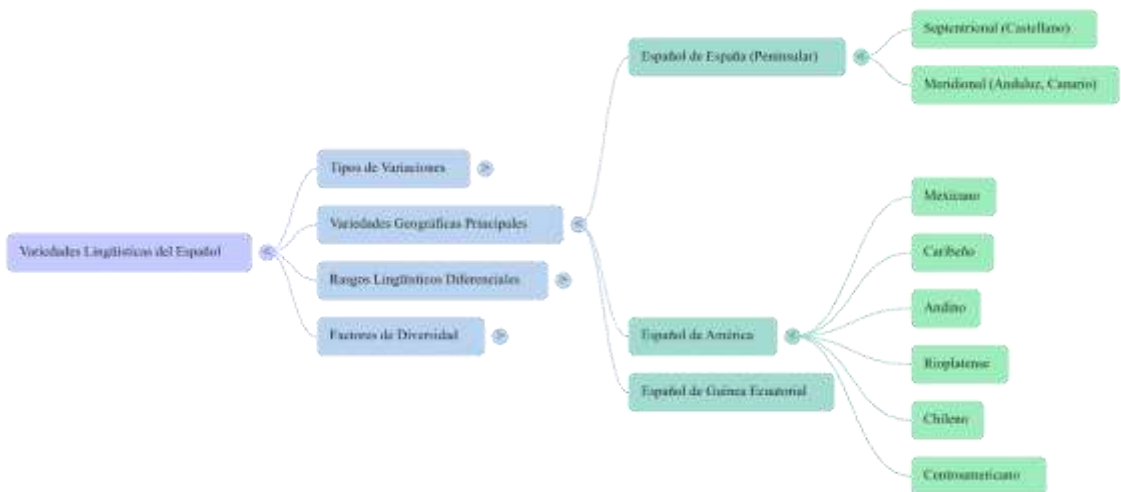 Variedades Lingüísticas del Español
Tipos de Variaciones
Variedades Geográficas Principales
Rasgos Lingüísticos Diferenciales
Factores de Diversidad
Español de España (Peninsular)
Septentrional (Castellano)
Meridional (Andaluz, Canario)
Español de América
Mexicano
Caribeño
Andino
Rioplatense
Chileno
Centroamericano
Español de Guinea Ecuatorial